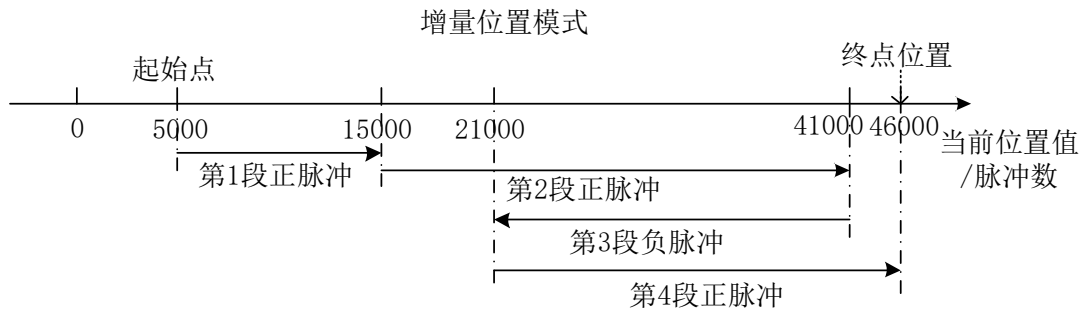 增量位置模式
起始点
终点位置
0
5000
15000
21000
41000
46000
当前位置值
/脉冲数
第1段正脉冲
第2段正脉冲
第3段负脉冲
第4段正脉冲